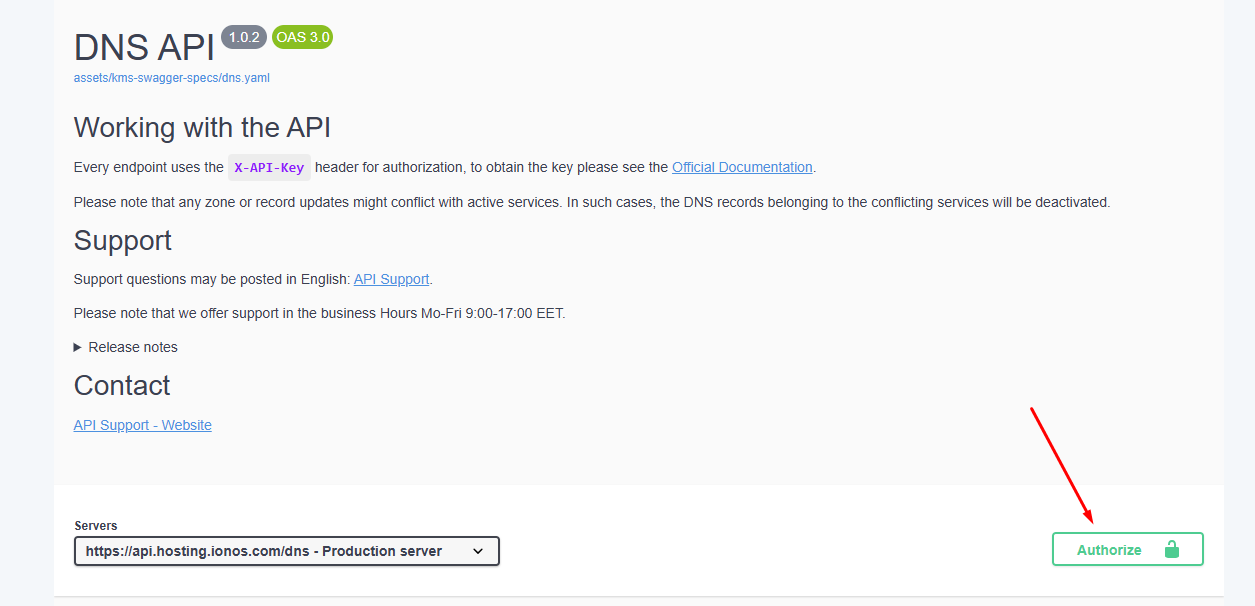 DNS API 1.0.2 OAS 3.0
assets/kms-swagger-specs/dns.yaml
Working with the API
Every endpoint uses the X-API-Key header for authorization, to obtain the key please see the Official Documentation.
Please note that any zone or record updates might conflict with active services. In such cases, the DNS records belonging to the conflicting services will be deactivated.
Support
Support questions may be posted in English: API Support.
Please note that we offer support in the business Hours Mo-Fri 9:00-17:00 EET.
Release notes
Contact
API Support - Website
Servers
https://api.hosting.ionos.com/dns - Production server
Authorize